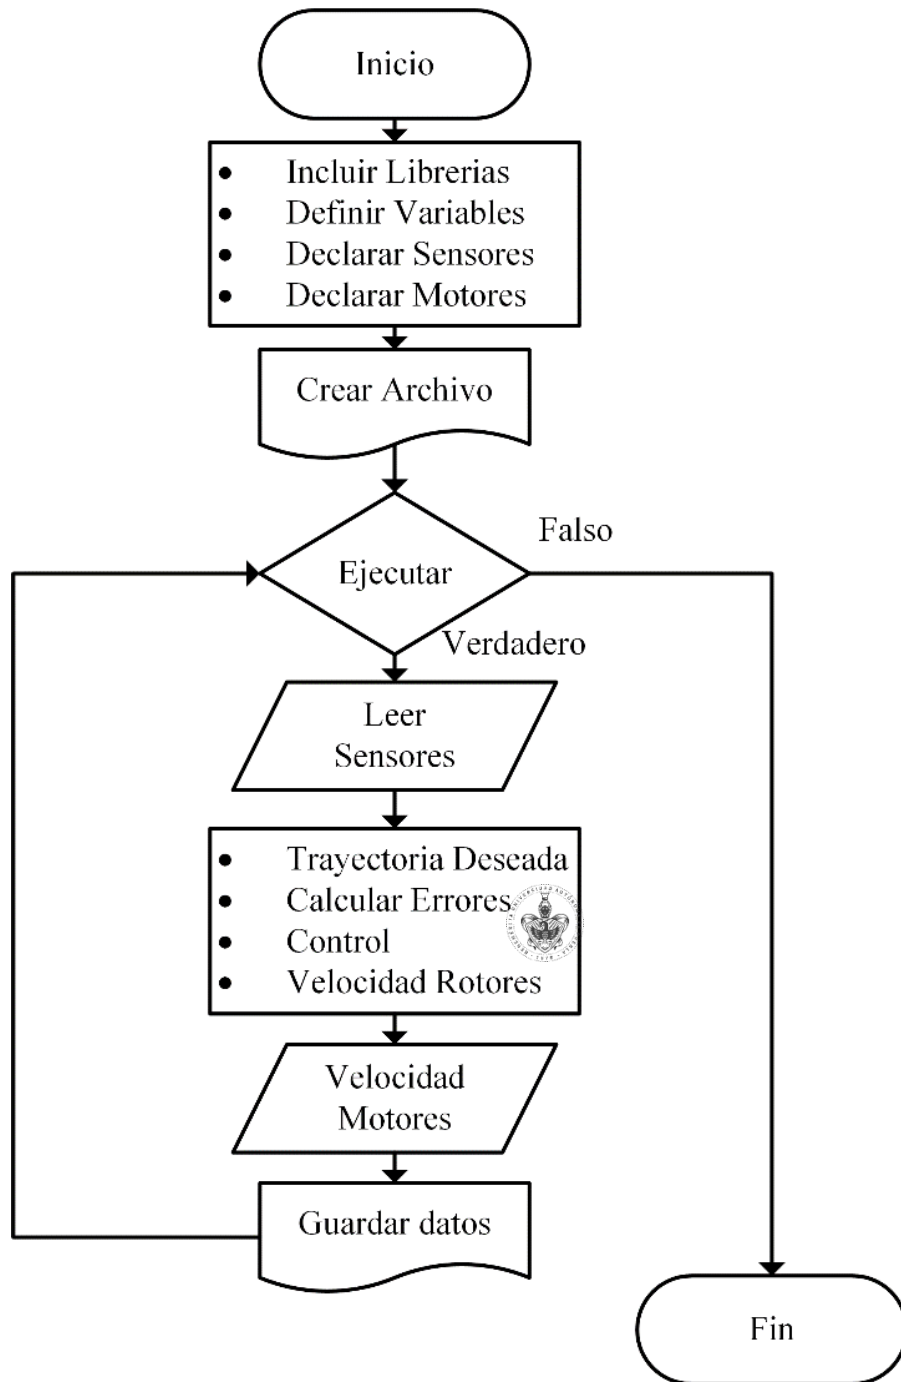 Inicio
• Incluir Librerias
• Definir Variables
• Declarar Sensores
• Declarar Motores
Crear Archivo
Ejecutar
Falso
Verdadero
Leer
Sensores
• Trayectoria Deseada
• Calcular Errores
• Control
• Velocidad Rotores
Velocidad
Motores
Guardar datos
Fin